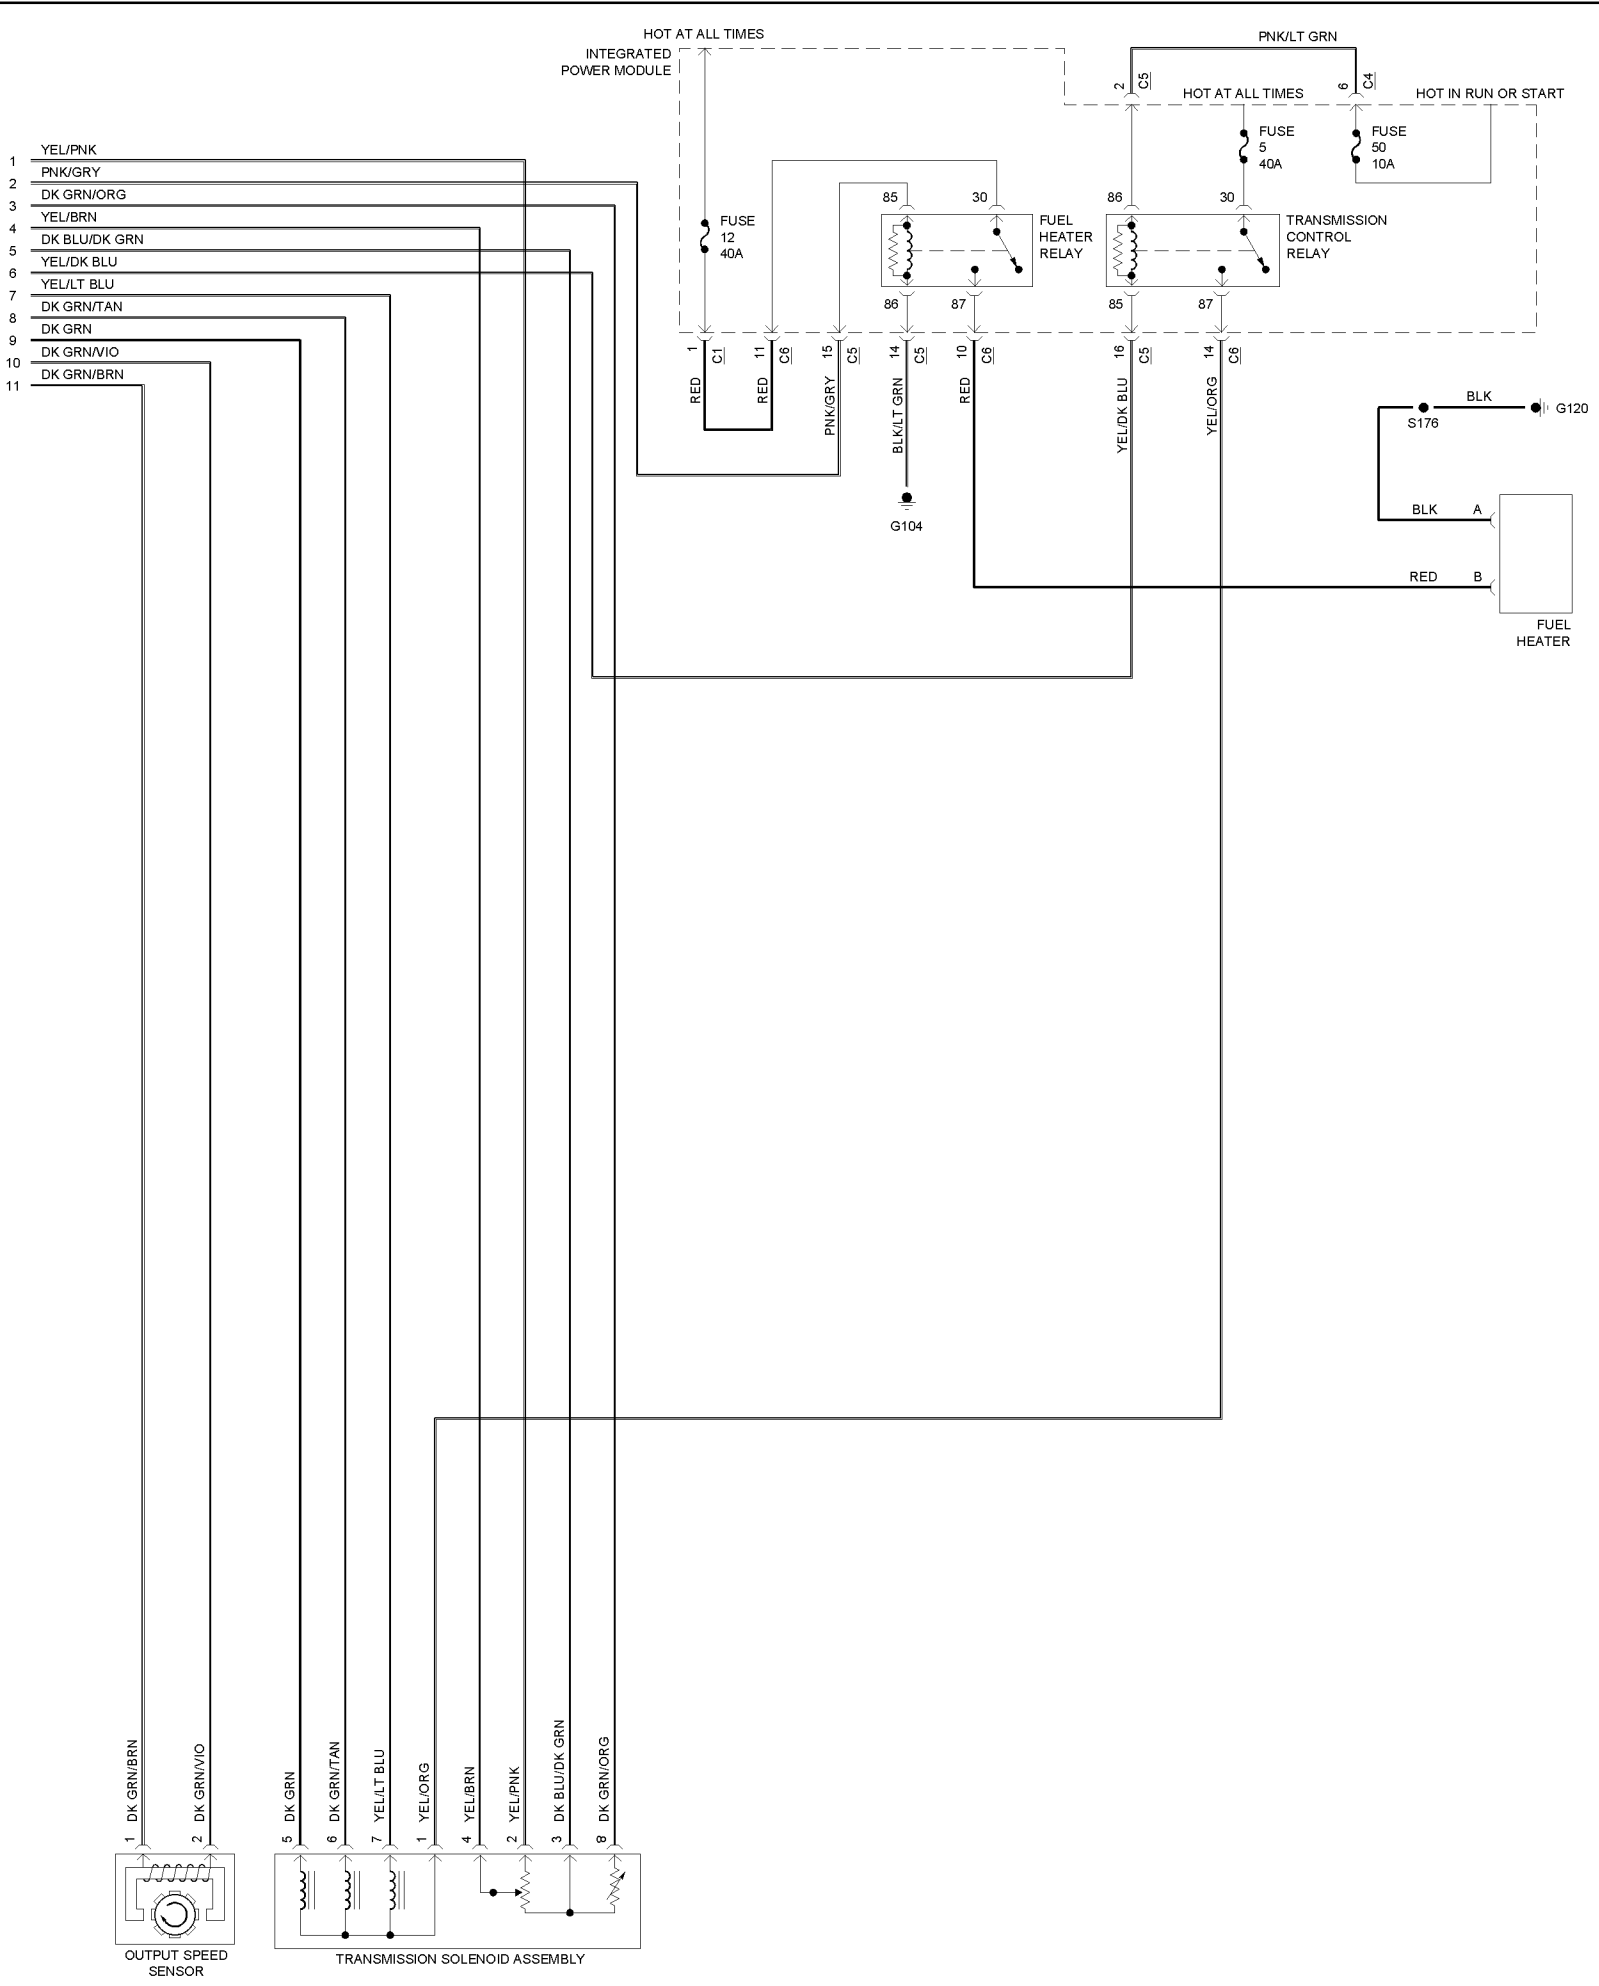 HOT AT ALL TIMES
INTEGRATED
POWER MODULE
PNK/LT GRN
2
C5
6
C4
HOT AT ALL TIMES
HOT IN RUN OR START
FUSE
5
40A
FUSE
50
10A
1
YEL/PNK
2
PNK/GRY
3
DK GRN/ORG
4
YEL/BRN
5
DK BLU/DK GRN
6
YEL/DK BLU
7
YEL/LT BLU
8
DK GRN/TAN
9
DK GRN
10
DK GRN/VIO
11
DK GRN/BRN
FUSE
12
40A
85
30
86
87
FUEL
HEATER
RELAY
86
30
85
87
TRANSMISSION
CONTROL
RELAY
1
C1
11
C6
15
C5
14
C5
10
C6
16
C5
14
C6
RED
RED
PNK/GRY
BLK/LT GRN
RED
YEL/DK BLU
YEL/ORG
G104
BLK
S176
G120
BLK
A
RED
B
FUEL
HEATER
DK GRN/BRN
DK GRN/VIO
DK GRN
DK GRN/TAN
YEL/LT BLU
YEL/ORG
YEL/BRN
YEL/PNK
DK BLU/DK GRN
DK GRN/ORG
1
2
5
6
7
1
4
2
3
8
OUTPUT SPEED
SENSOR
TRANSMISSION SOLENOID ASSEMBLY